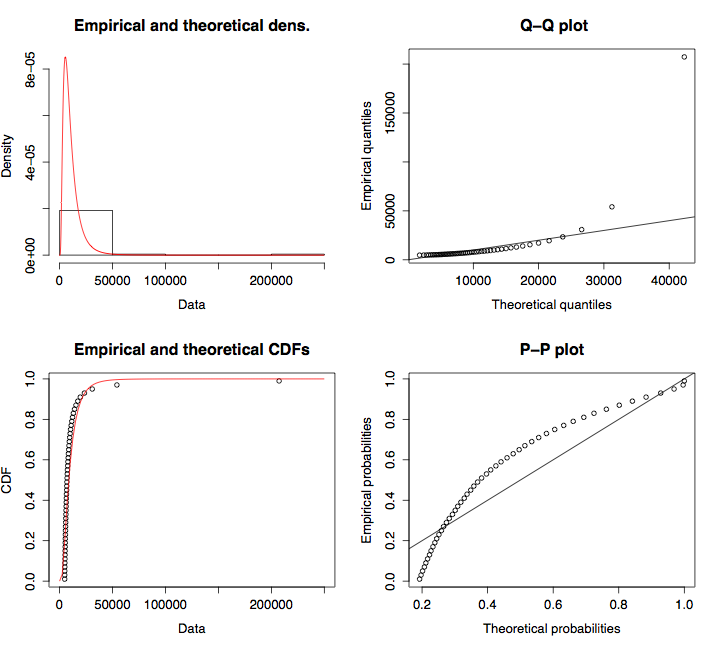 Empirical and theoretical dens.
Density
0e+00
4e−05
8e−05
0
50000
100000
200000
Data
Q−Q plot
Empirical quantiles
0
50000
150000
10000
20000
30000
40000
Theoretical quantiles
Empirical and theoretical CDFs
CDF
0.0
0.2
0.4
0.6
0.8
1.0
0
50000
100000
200000
Data
P−P plot
Empirical probabilities
0.0
0.2
0.4
0.6
0.8
1.0
0.2
0.4
0.6
0.8
1.0
Theoretical probabilities